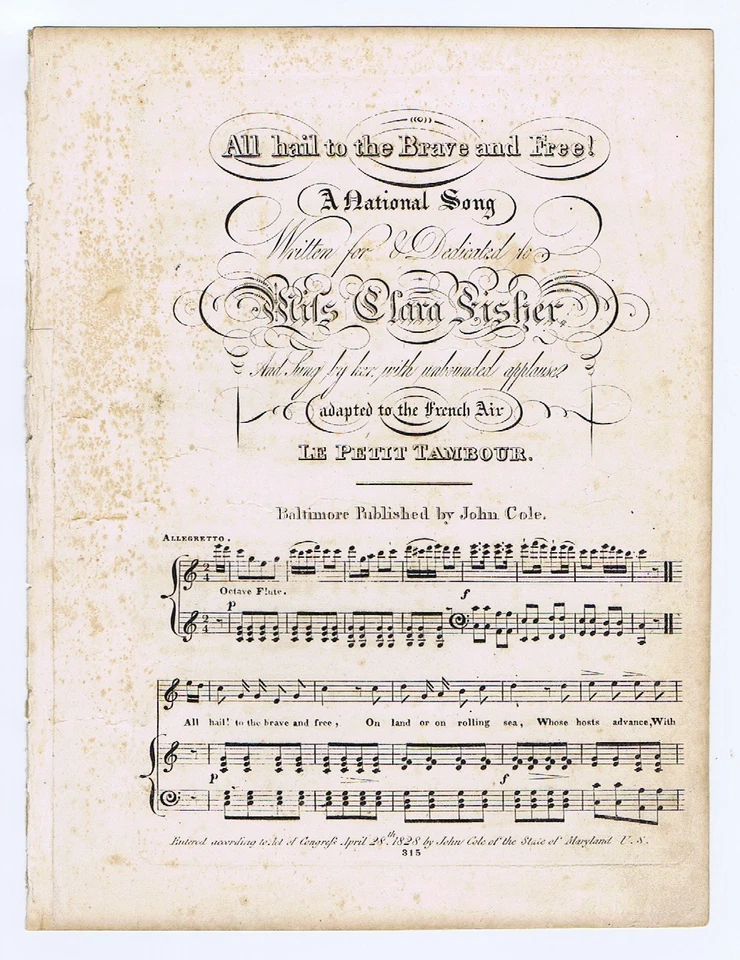 All hail to the Brave and Free!
A National Song
Written for & Dedicated to
Miſs Clara Fisher,
And Sung by her, with unbounded applause
adapted to the French Air
LE PETIT TAMBOUR.
Baltimore Published by John Cole.
ALLEGRETTO.
Octave Flute.
p
f
All hail! to the brave and free, On land or on rolling sea, Whose hosts advance, With
p
f
Entered according to Act of Congreſs April 28.th 1828 by John Cole of the State of Maryland U. S.
315